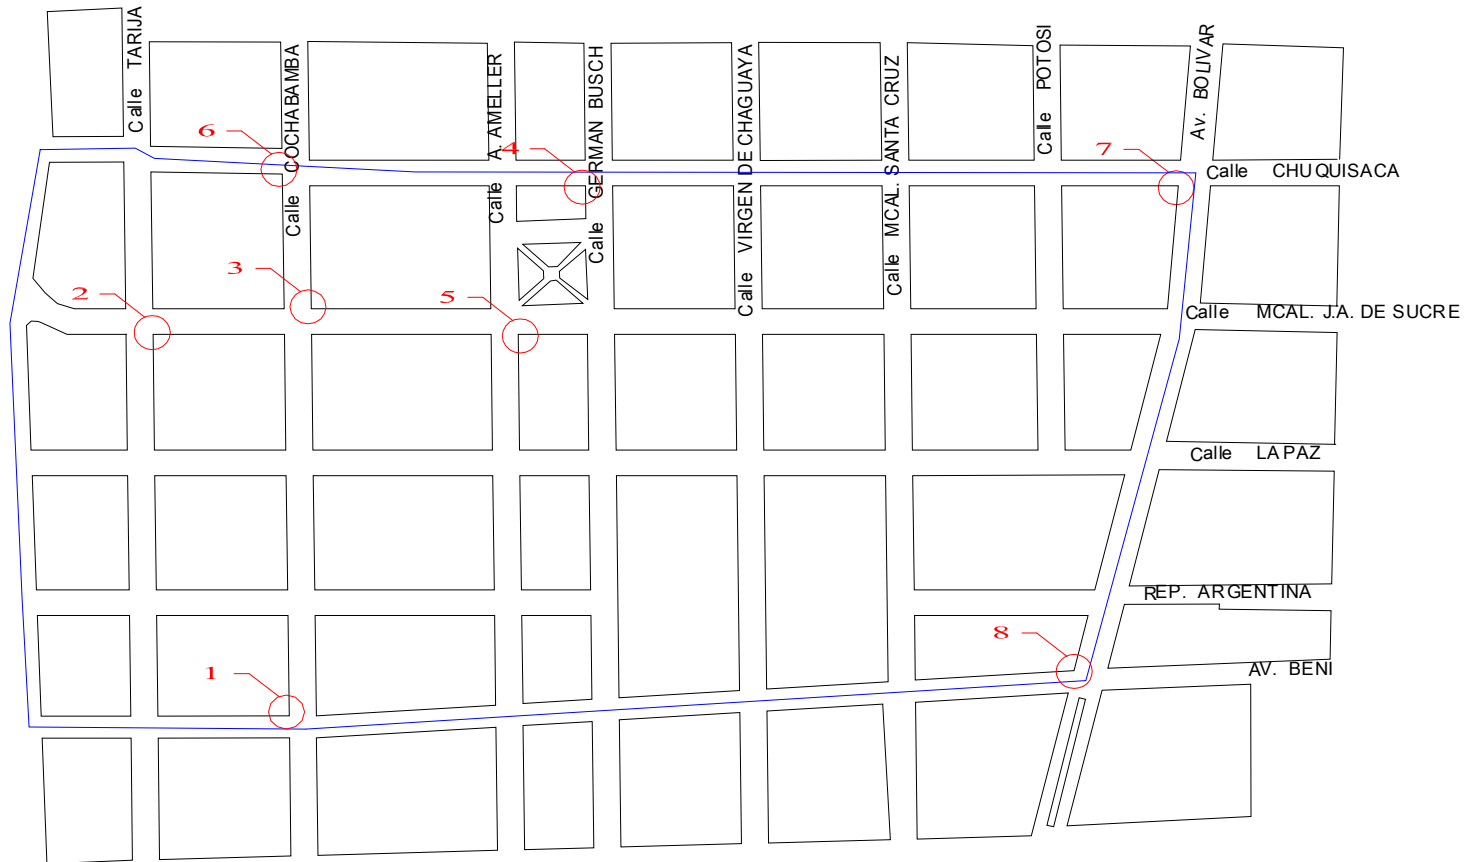 Calle TARIJA
Calle COCHABAMBA
Calle A. AMELLER
Calle GERMAN BUSCH
Calle VIRGEN DE CHAGUAYA
Calle MCAL. SANTA CRUZ
Calle POTOSI
Av. BOLIVAR
6
4
7
Calle CHUQUISACA
3
2
5
Calle MCAL. J.A. DE SUCRE
Calle LA PAZ
REP. ARGENTINA
8
1
AV. BENI